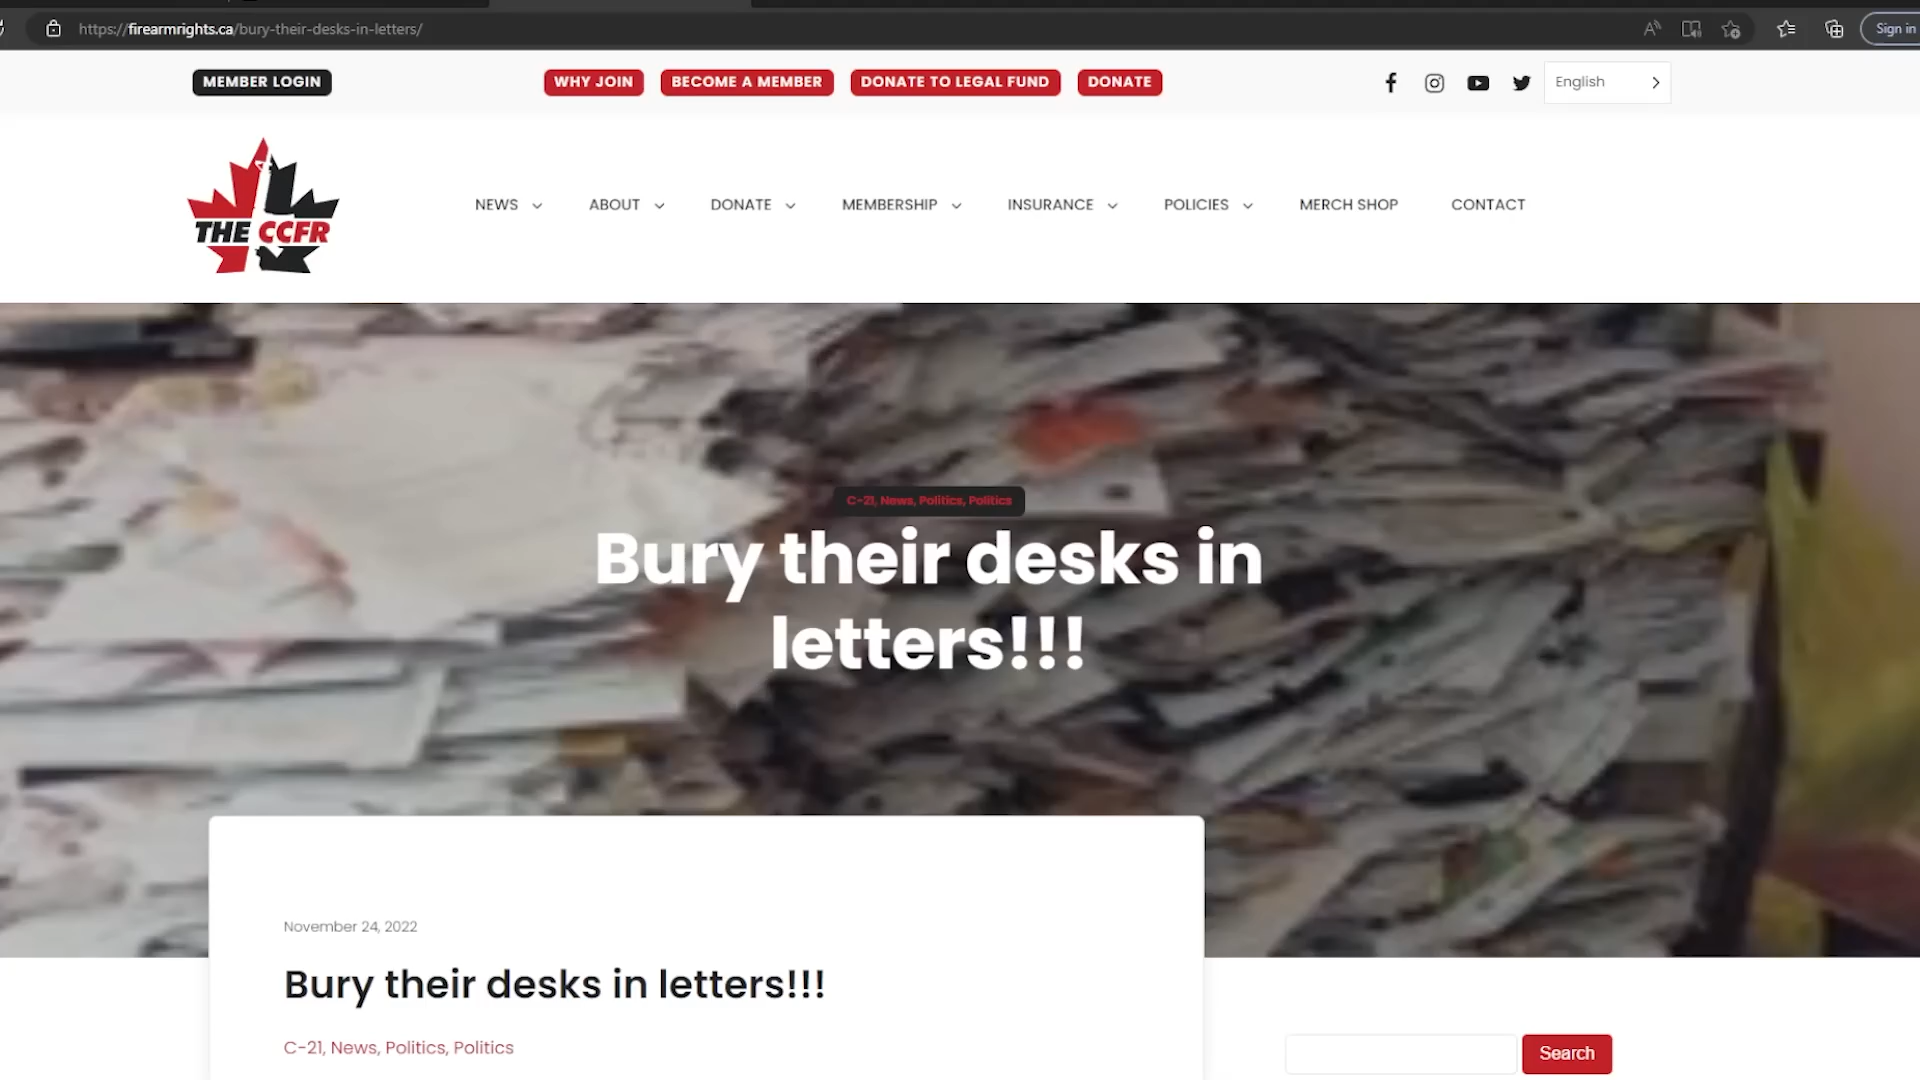 https://firearmrights.ca/bury-their-desks-in-letters/
Sign in
MEMBER LOGIN
WHY JOIN
BECOME A MEMBER
DONATE TO LEGAL FUND
DONATE
English
THE CCFR
NEWS
ABOUT
DONATE
MEMBERSHIP
INSURANCE
POLICIES
MERCH SHOP
CONTACT
C-21, News, Politics, Politics
Bury their desks in
letters!!!
November 24, 2022
Bury their desks in letters!!!
C-21, News, Politics, Politics
Search